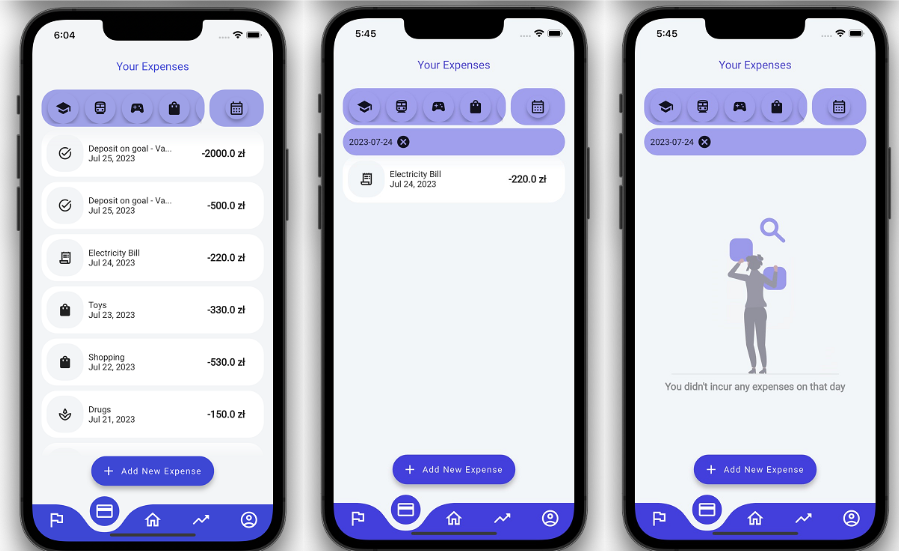 6:04
Your Expenses
Deposit on goal - Va...
Jul 25, 2023
-2000.0 zł
Deposit on goal - Va...
Jul 25, 2023
-500.0 zł
Electricity Bill
Jul 24, 2023
-220.0 zł
Toys
Jul 23, 2023
-330.0 zł
Shopping
Jul 22, 2023
-530.0 zł
Drugs
Jul 21, 2023
-150.0 zł
+ Add New Expense
5:45
Your Expenses
2023-07-24
Electricity Bill
Jul 24, 2023
-220.0 zł
+ Add New Expense
5:45
Your Expenses
2023-07-24
You didn't incur any expenses on that day
+ Add New Expense